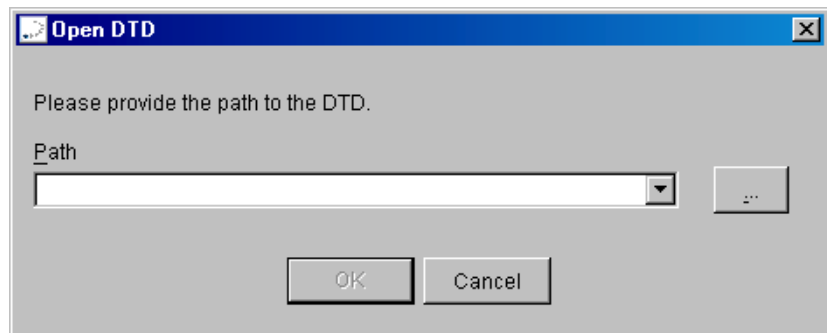 Open DTD
Please provide the path to the DTD.
Path
...
OK
Cancel